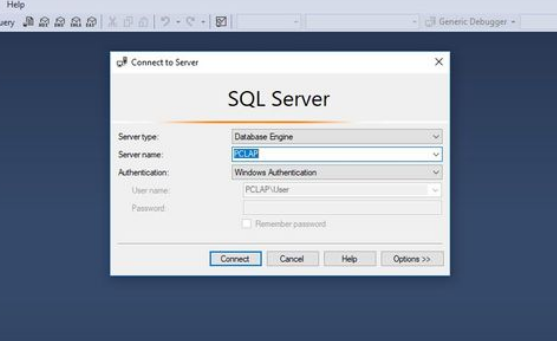 Help
uery
Generic Debugger
Connect to Server
SQL Server
Server type: Database Engine
Server name: PCLAP
Authentication: Windows Authentication
User name: PCLAP\User
Password:
Remember password
Connect Cancel Help Options >>